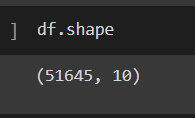 ] df.shape
(51645, 10)